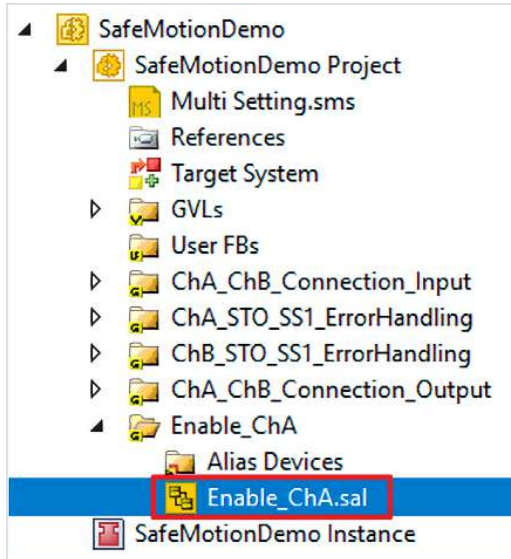 SafeMotionDemo
SafeMotionDemo Project
MS Multi Setting.sms
References
Target System
GVLs
User FBs
ChA_ChB_Connection_Input
ChA_STO_SS1_ErrorHandling
ChB_STO_SS1_ErrorHandling
ChA_ChB_Connection_Output
Enable_ChA
Alias Devices
Enable_ChA.sal
SafeMotionDemo Instance